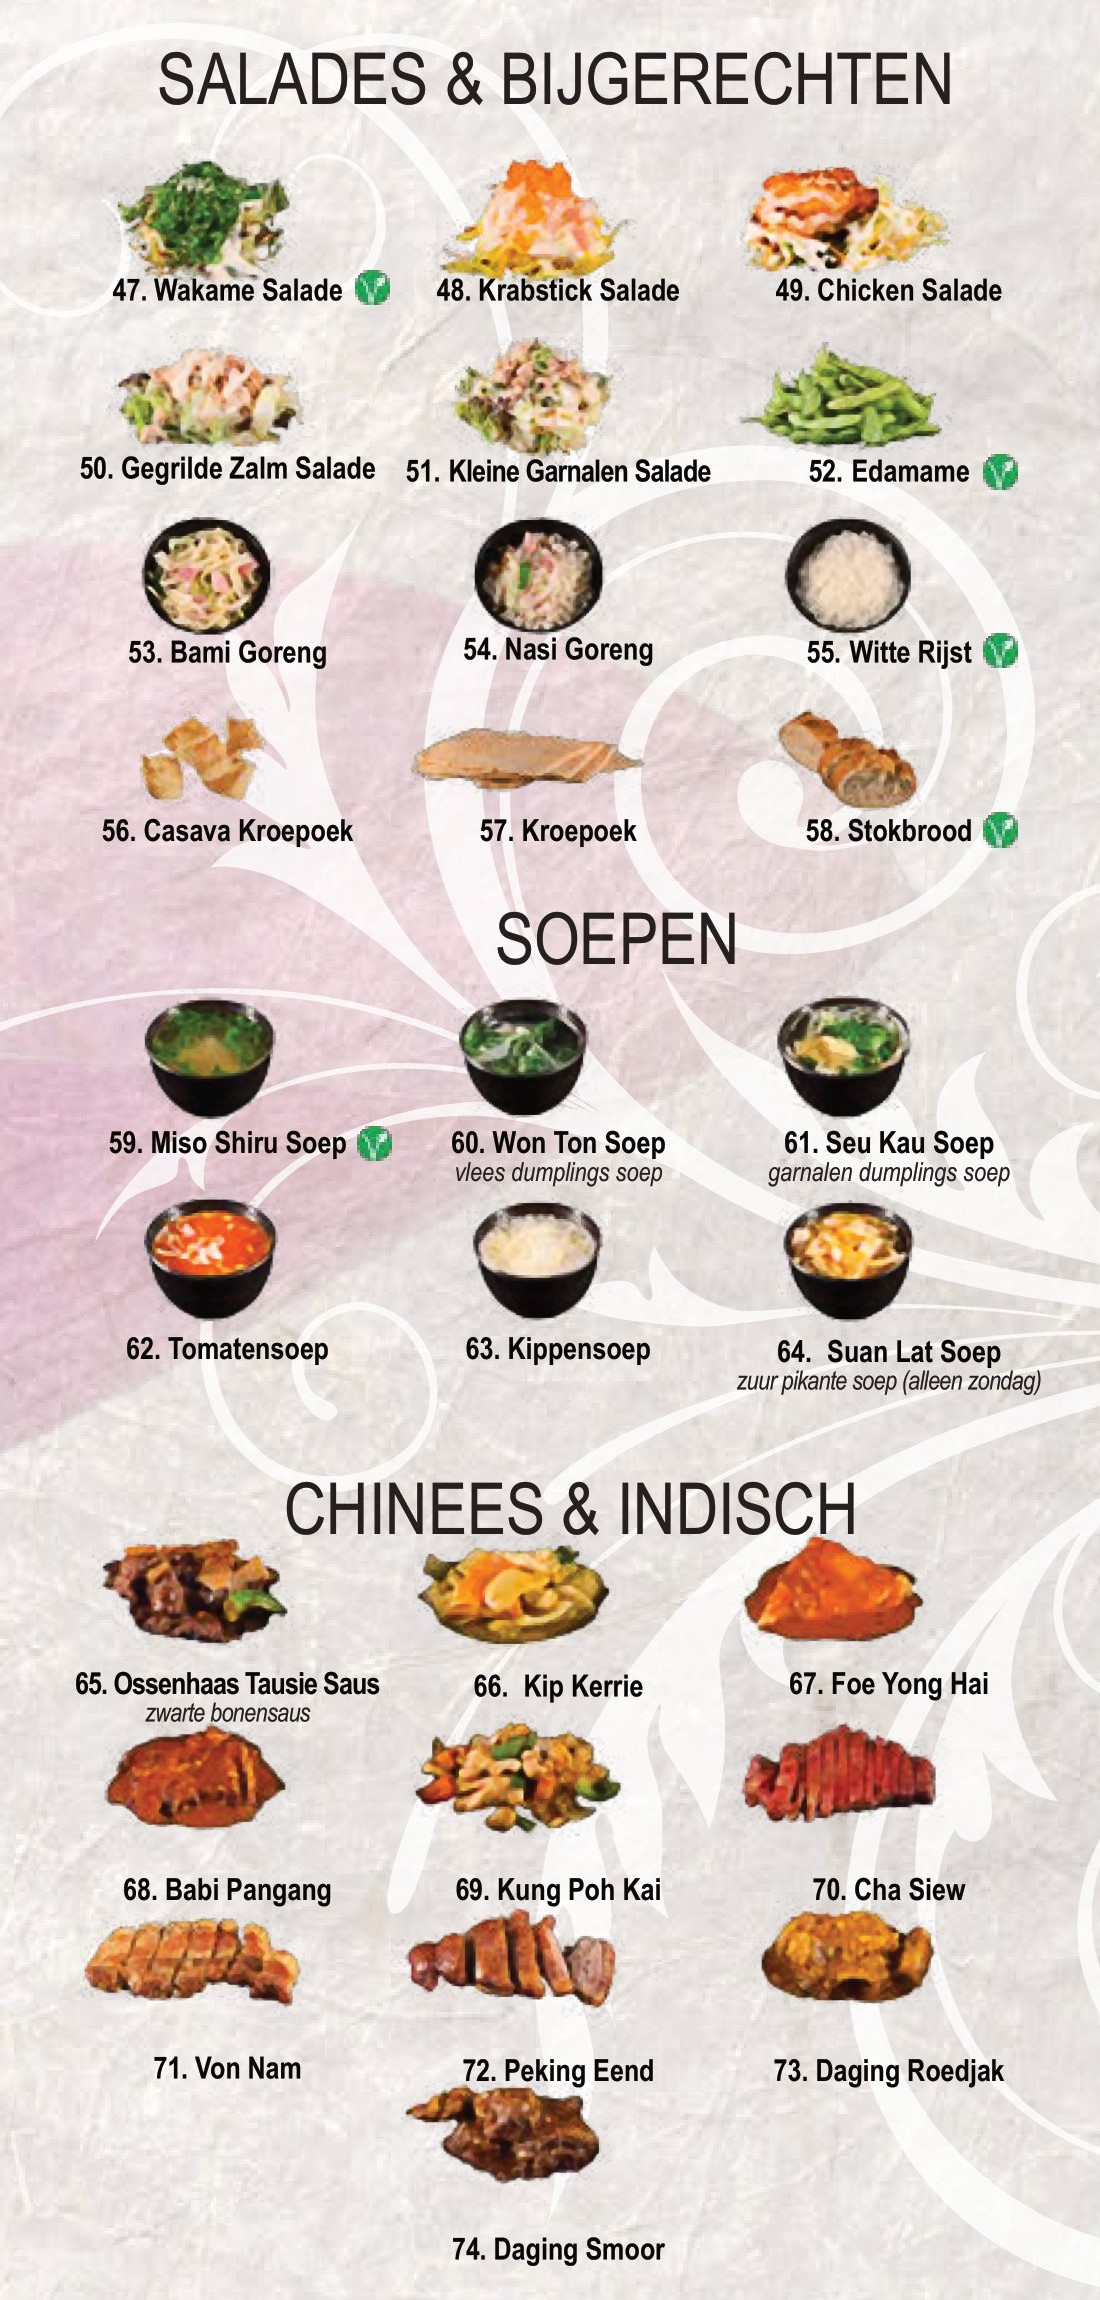 SALADES & BIJGERECHTEN
47. Wakame Salade
48. Krabstick Salade
49. Chicken Salade
50. Gegrilde Zalm Salade
51. Kleine Garnalen Salade
52. Edamame
53. Bami Goreng
54. Nasi Goreng
55. Witte Rijst
56. Casava Kroepoek
57. Kroepoek
58. Stokbrood
SOEPEN
59. Miso Shiru Soep
60. Won Ton Soep
vlees dumplings soep
61. Seu Kau Soep
garnalen dumplings soep
62. Tomatensoep
63. Kippensoep
64. Suan Lat Soep
zuur pikante soep (alleen zondag)
CHINEES & INDISCH
65. Ossenhaas Tausie Saus
zwarte bonensaus
66. Kip Kerrie
67. Foe Yong Hai
68. Babi Pangang
69. Kung Poh Kai
70. Cha Siew
71. Von Nam
72. Peking Eend
73. Daging Roedjak
74. Daging Smoor